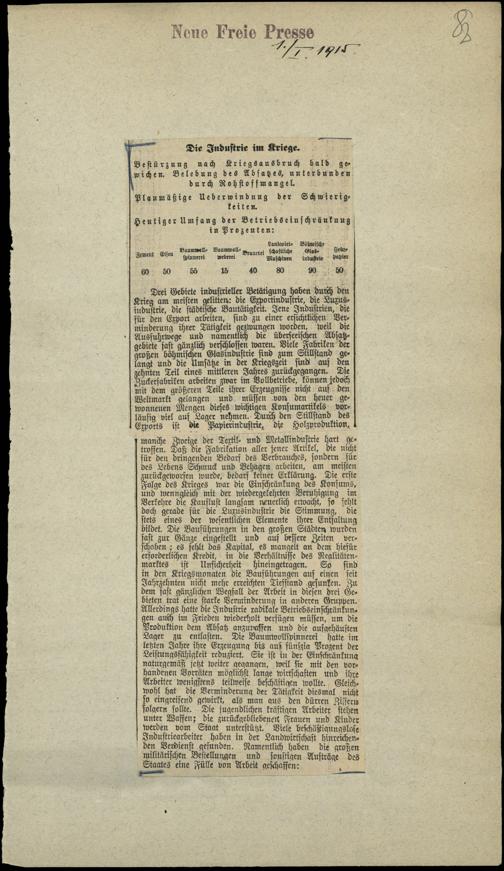 Neue Freie Presse
1./I. 1915
82
Die Industrie im Kriege.
Bestürzung nach Kriegsausbruch bald ge-
wichen. Belebung des Absatzes, unterbunden
durch Rohstoffmangel.
Planmäßige Ueberwindung der Schwierig-
keiten.
Heutiger Umfang der Betriebseinschränkung
in Prozenten:
Zement Eisen Baumwoll-spinnerei Baumwoll-weberei Brauerei Landwirt-schaftliche Maschinen Böhmische Glas-industrie papier
60 50 55 15 40 80 90 50
Drei Gebiete industrieller Betätigung haben durch den
Krieg am meisten gelitten: die Exportindustrie, die Luxus-
industrie, die städtische Bautätigkeit. Jene Industrien, die
für den Export arbeiten, sind zu einer ersichtlichen Ver-
minderung ihrer Tätigkeit gezwungen worden, weil die
Ausfuhrwege und namentlich die überseeischen Absatz-
gebiete fast gänzlich verschlossen waren. Viele Fabriken der
großen böhmischen Glasindustrie sind zum Stillstand ge-
langt und die Umsätze in der Kriegszeit sind auf den
zehnten Teil eines mittleren Jahres zurückgegangen. Die
Zuckerfabriken arbeiten zwar im Vollbetriebe, können jedoch
mit dem größeren Teile ihrer Erzeugnisse nicht auf den
Weltmarkt gelangen und müssen von den heuer ge-
wonnenen Mengen dieses wichtigen Konsumartikels vor-
läufig viel auf Lager nehmen. Durch den Stillstand des
Exports ist die Papierindustrie, die Holzproduktion,
manche Zweige der Textil- und Metallindustrie hart ge-
troffen. Daß die Fabrikation aller jener Artikel, die nicht
für den dringenden Bedarf des Verbrauches, sondern für
des Lebens Schmuck und Behagen arbeiten, am meisten
zurückgeworfen wurde, bedarf keiner Erklärung. Die erste
Folge des Krieges war die Einschränkung des Konsums,
und wenngleich mit der wiedergekehrten Beruhigung im
Verkehre die Kauflust langsam neuerlich erwacht, so fehlt
doch gerade für die Luxusindustrie die Stimmung, die
stets eines der wesentlichen Elemente ihrer Entfaltung
bildet. Die Bauführungen in den großen Städten wurden
fast zur Gänze eingestellt und auf bessere Zeiten ver-
schoben; es fehlt das Kapital, es mangelt an dem hiefür
erforderlichen Kredit, in die Verhältnisse des Realitäten-
marktes ist Unsicherheit hineingetragen. So sind
in den Kriegsmonaten die Bauführungen auf einen seit
Jahrzehnten nicht mehr erreichten Tiefstand gesunken. Zu
dem fast gänzlichen Wegfall der Arbeit in diesen drei Ge-
bieten trat eine starke Verminderung in anderen Gruppen.
Allerdings hatte die Industrie radikale Betriebseinschränkun-
gen auch im Frieden wiederholt verfügen müssen, um die
Produktion dem Absatz anzupassen und die aufgehäuften
Lager zu entlasten. Die Baumwollspinnerei hatte im
letzten Jahre ihre Erzeugung bis auf fünfzig Prozent der
Leistungsfähigkeit reduziert. Sie ist in der Einschränkung
naturgemäß jetzt weiter gegangen, weil sie mit den vor-
handenen Vorräten möglichst lange wirtschaften und ihre
Arbeiter wenigstens teilweise beschäftigen wollte. Gleich-
wohl hat die Verminderung der Tätigkeit diesmal nicht
so eingreifend gewirkt, als man aus den dürren Ziffern
folgern sollte. Die jugendlichen kräftigen Arbeiter stehen
unter Waffen; die zurückgebliebenen Frauen und Kinder
werden vom Staat unterstützt. Viele beschäftigungslose
Industriearbeiter haben in der Landwirtschaft hinreichen-
den Verdienst gefunden. Namentlich haben die großen
militärischen Bestellungen und sonstigen Aufträge des
Staates eine Fülle von Arbeit geschaffen: